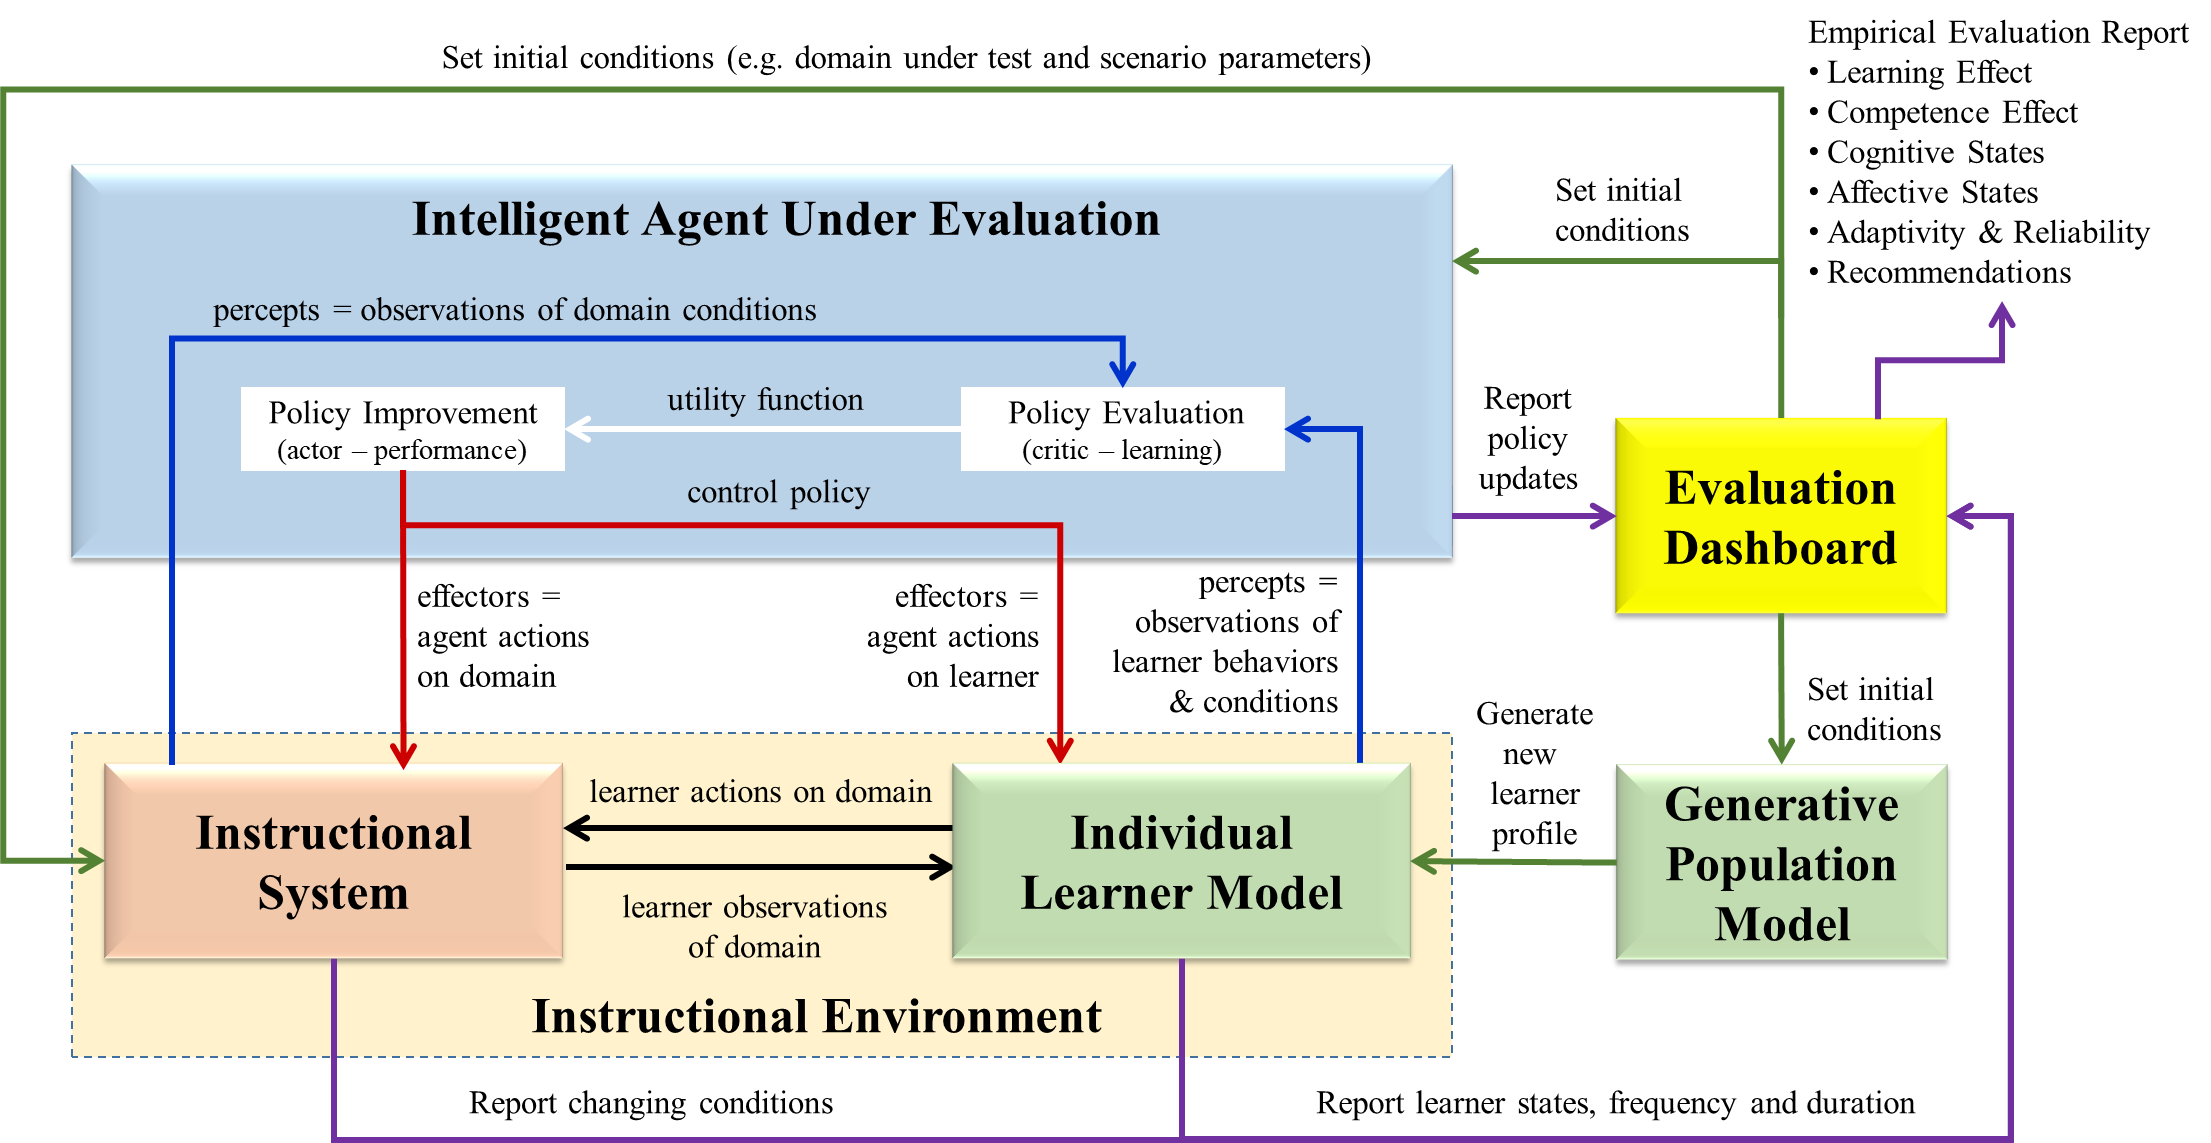 Set initial conditions (e.g. domain under test and scenario parameters)
Empirical Evaluation Report
• Learning Effect
• Competence Effect
• Cognitive States
• Affective States
• Adaptivity & Reliability
• Recommendations
Intelligent Agent Under Evaluation
Set initial
conditions
percepts = observations of domain conditions
Policy Improvement
(actor – performance)
utility function
Policy Evaluation
(critic – learning)
control policy
Report
policy
updates
Evaluation
Dashboard
effectors =
agent actions
on domain
effectors =
agent actions
on learner
percepts =
observations of
learner behaviors
& conditions
Set initial
conditions
Generate
new
learner
profile
Instructional
System
learner actions on domain
learner observations
of domain
Individual
Learner Model
Generative
Population
Model
Instructional Environment
Report changing conditions
Report learner states, frequency and duration